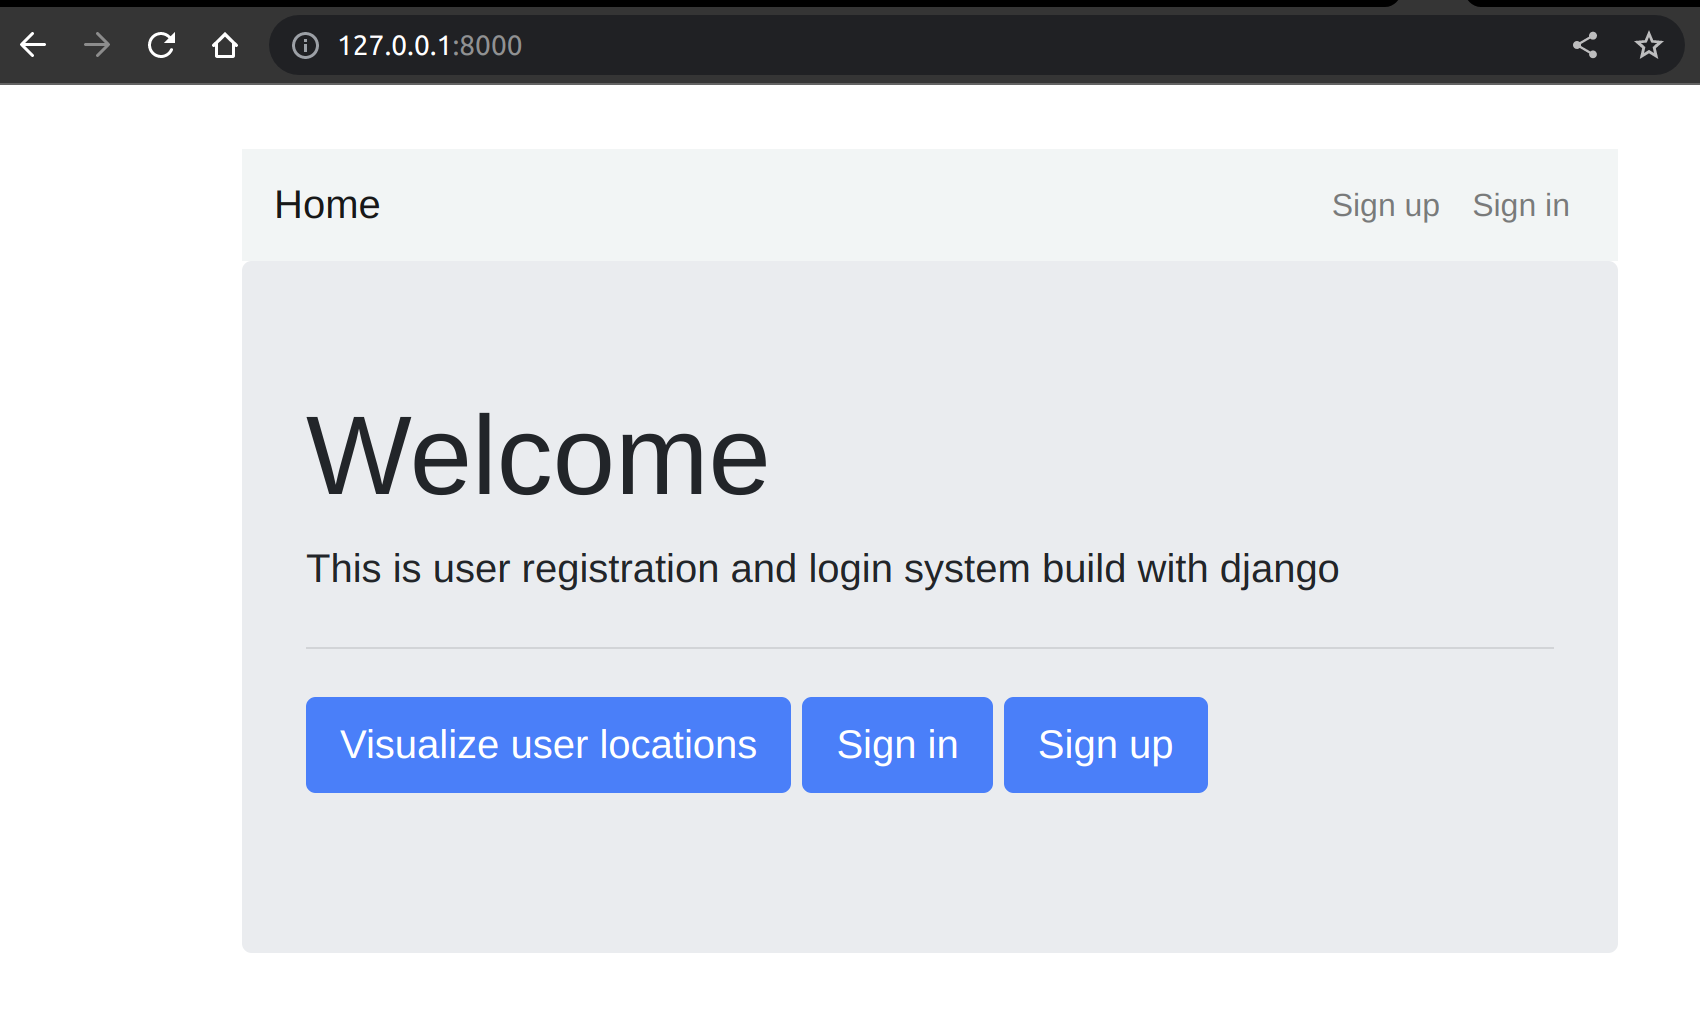 127.0.0.1:8000
Home Sign up Sign in
Welcome
This is user registration and login system build with django
Visualize user locations Sign in Sign up